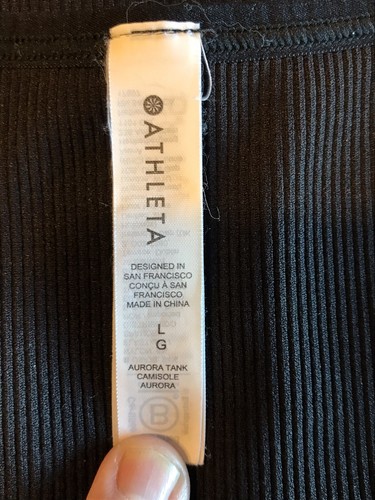 ATHLETA
DESIGNED IN
SAN FRANCISCO
CONÇU À SAN
FRANCISCO
MADE IN CHINA
L
G
AURORA TANK
CAMISOLE
AURORA
B